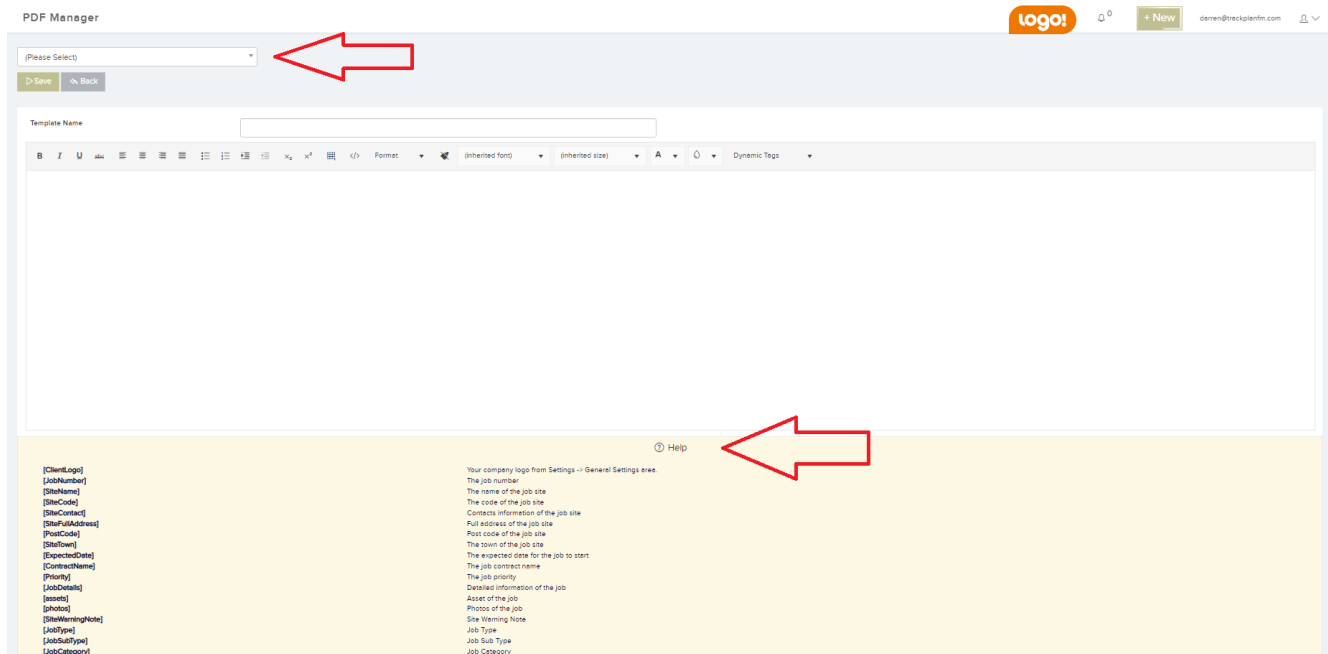 PDF Manager
LOGO!
0
+ New
darren@trackplanfm.com
(Please Select)
Save
Back
Template Name
B I U abc x₂ x² </> Format (inherited font) (inherited size) A Dynamic Tags
Help
[ClientLogo] Your company logo from Settings -> General Settings area.
[JobNumber] The job number
[SiteName] The name of the job site
[SiteCode] The code of the job site
[SiteContact] Contacts information of the job site
[SiteFullAddress] Full address of the job site
[PostCode] Post code of the job site
[SiteTown] The town of the job site
[ExpectedDate] The expected date for the job to start
[ContractName] The job contract name
[Priority] The job priority
[JobDetails] Detailed information of the job
[assets] Asset of the job
[photos] Photos of the job
[SiteWarningNote] Site Warning Note
[JobType] Job Type
[JobSubType] Job Sub Type
[JobCategory] Job Category